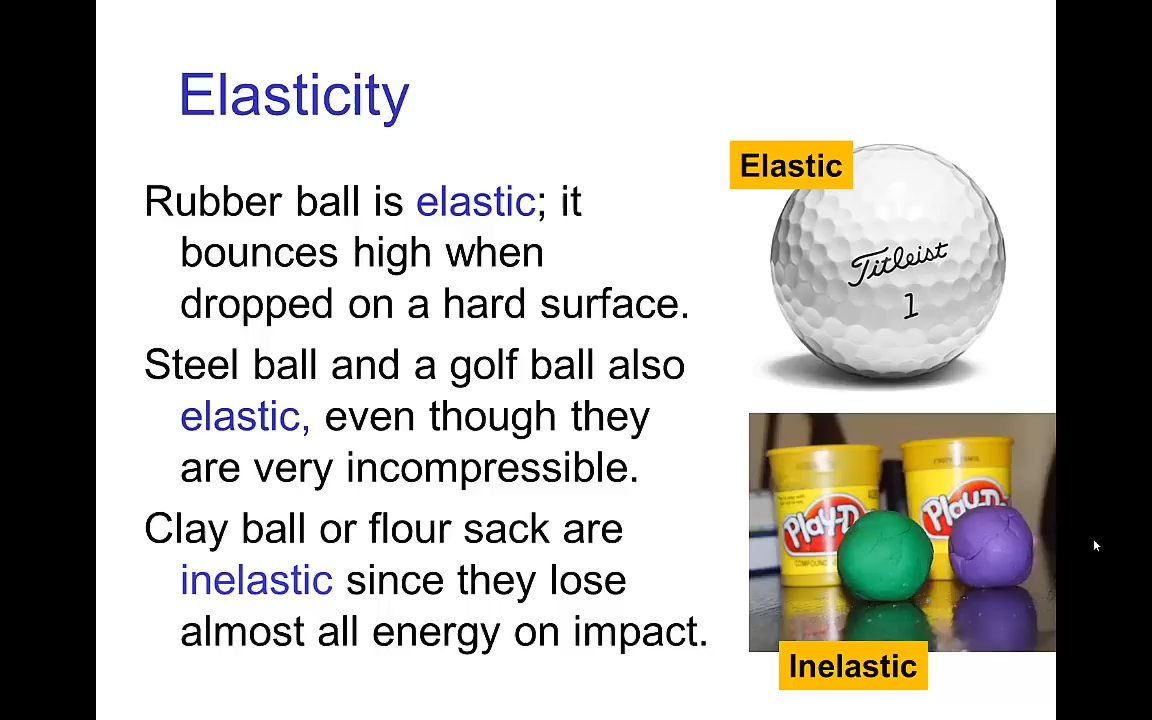 Elasticity
Rubber ball is elastic; it
bounces high when
dropped on a hard surface.
Steel ball and a golf ball also
elastic, even though they
are very incompressible.
Clay ball or flour sack are
inelastic since they lose
almost all energy on impact.
Elastic
Titleist
1
Play-D
Play-D
Inelastic